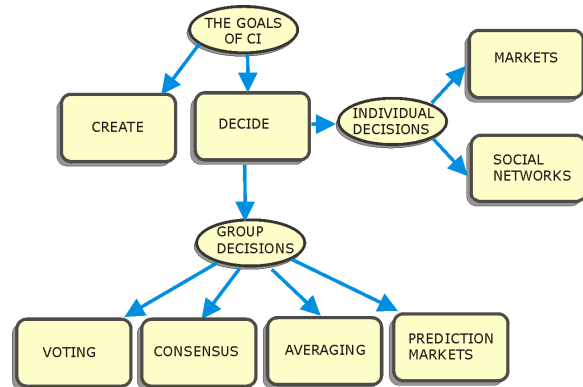 THE GOALS
OF CI
MARKETS
CREATE
DECIDE
INDIVIDUAL
DECISIONS
SOCIAL
NETWORKS
GROUP
DECISIONS
VOTING
CONSENSUS
AVERAGING
PREDICTION
MARKETS